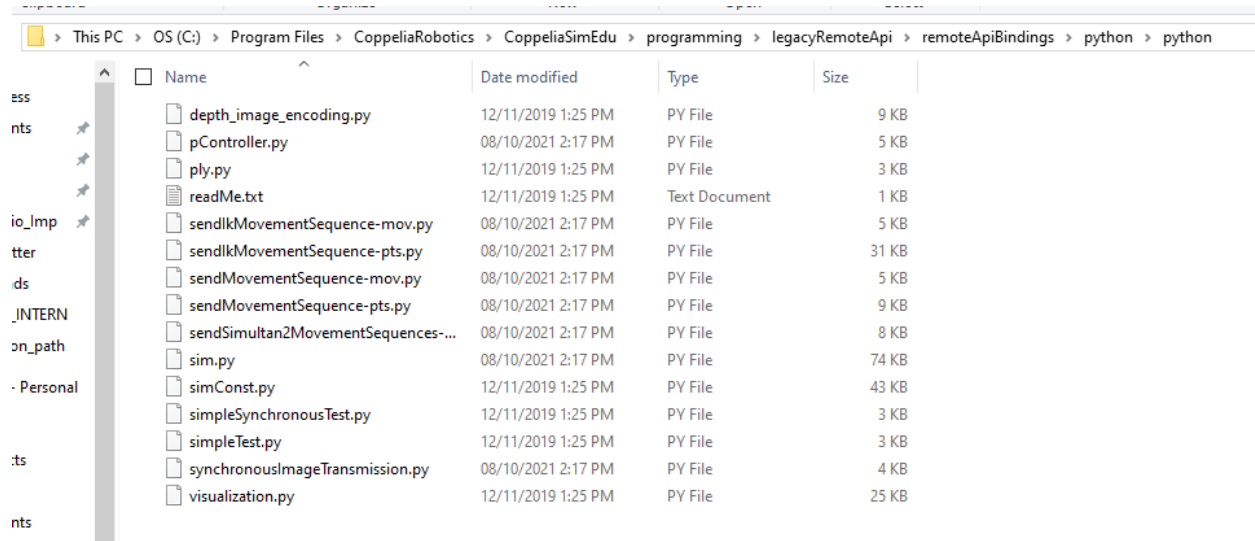 This PC > OS (C:) > Program Files > CoppeliaRobotics > CoppeliaSimEdu > programming > legacyRemoteApi > remoteApiBindings > python > python
Name Date modified Type Size
depth_image_encoding.py 12/11/2019 1:25 PM PY File 9 KB
pController.py 08/10/2021 2:17 PM PY File 5 KB
ply.py 12/11/2019 1:25 PM PY File 3 KB
readMe.txt 12/11/2019 1:25 PM Text Document 1 KB
sendIkMovementSequence-mov.py 08/10/2021 2:17 PM PY File 5 KB
sendIkMovementSequence-pts.py 08/10/2021 2:17 PM PY File 31 KB
sendMovementSequence-mov.py 08/10/2021 2:17 PM PY File 5 KB
sendMovementSequence-pts.py 08/10/2021 2:17 PM PY File 9 KB
sendSimultan2MovementSequences-... 08/10/2021 2:17 PM PY File 8 KB
sim.py 08/10/2021 2:17 PM PY File 74 KB
simConst.py 12/11/2019 1:25 PM PY File 43 KB
simpleSynchronousTest.py 12/11/2019 1:25 PM PY File 3 KB
simpleTest.py 12/11/2019 1:25 PM PY File 3 KB
synchronousImageTransmission.py 08/10/2021 2:17 PM PY File 4 KB
visualization.py 12/11/2019 1:25 PM PY File 25 KB
ess
nts
io_Imp
tter
ds
_INTERN
on_path
- Personal
ts
nts